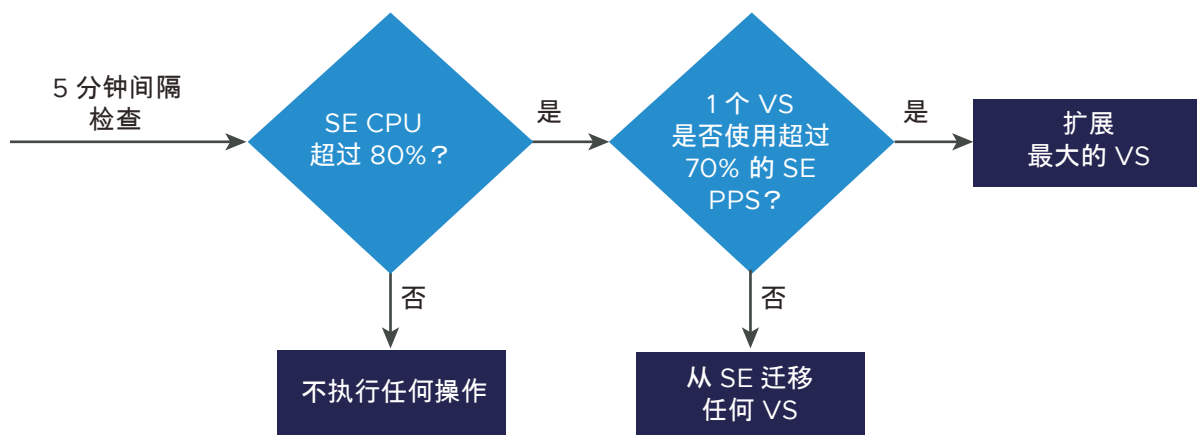 5 分钟间隔
检查
SE CPU
超过 80%？
是
1 个 VS
是否使用超过
70% 的 SE
PPS？
是
扩展
最大的 VS
否
不执行任何操作
否
从 SE 迁移
任何 VS